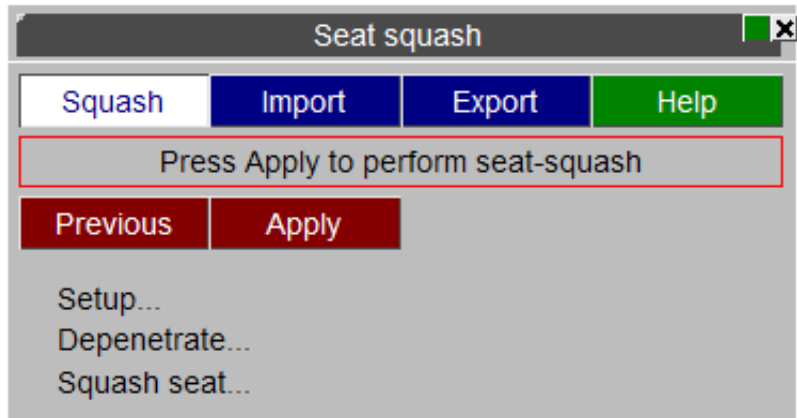 Seat squash
Squash Import Export Help
Press Apply to perform seat-squash
Previous Apply
Setup...
Depenetrate...
Squash seat...